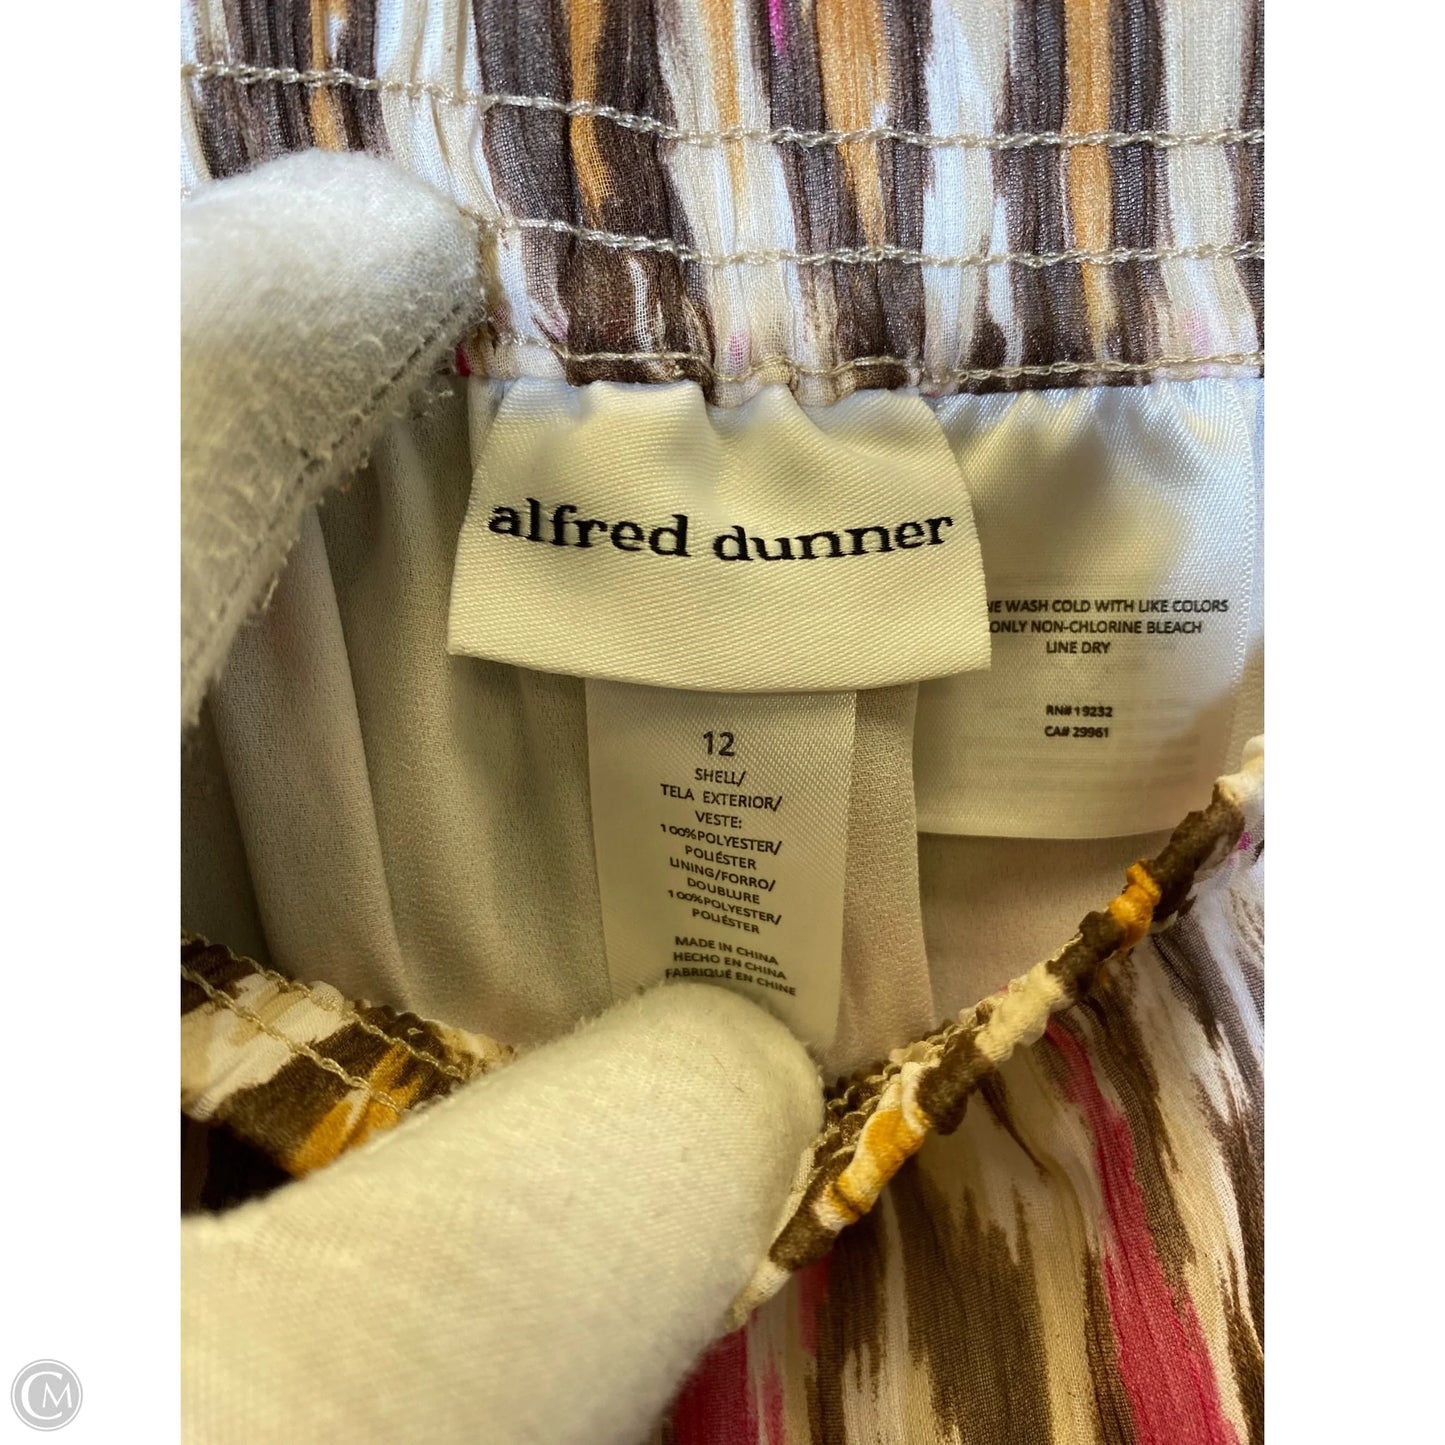 alfred dunner
WASH COLD WITH LIKE COLORS
ONLY NON-CHLORINE BLEACH
LINE DRY
RN# 19232
CA# 29961
12
SHELL/
TELA EXTERIOR/
VESTE:
100%POLYESTER/
POLIÉSTER
LINING/FORRO/
DOUBLURE
100%POLYESTER/
POLIÉSTER
MADE IN CHINA
HECHO EN CHINA
FABRIQUÉ EN CHINE
CM